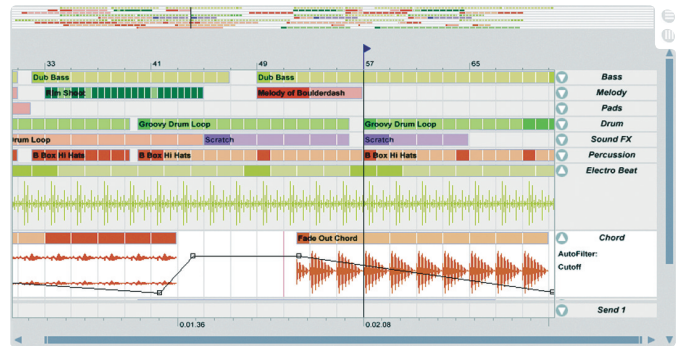 33 41 49 57 65
Dub Bass Dub Bass Bass
Melody of Boulderdash Melody
Pads
Groovy Drum Loop Groovy Drum Loop Drum
Drum Loop Scratch Scratch Sound FX
B Box Hi Hats B Box Hi Hats B Box Hi Hats Percussion
Electro Beat
Fade Out Chord Chord
AutoFilter:
Cutoff
Send 1
0.01.36 0.02.08